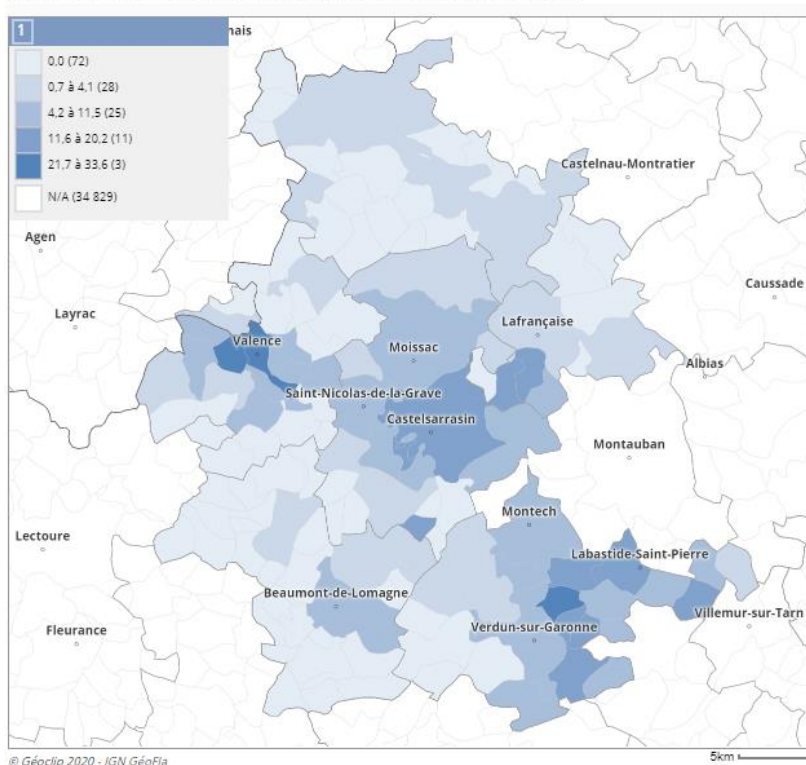 1
nais
0,0 (72)
0,7 à 4,1 (28)
4,2 à 11,5 (25)
11,6 à 20,2 (11)
21,7 à 33,6 (3)
N/A (34 829)
Castelnau-Montratier
Agen
Caussade
Layrac
Lafrançaise
Valence
Moissac
Albias
Saint-Nicolas-de-la-Grave
Castelsarrasin
Montauban
Montech
Lectoure
Labastide-Saint-Pierre
Beaumont-de-Lomagne
Villemur-sur-Tarn
Fleurance
Verdun-sur-Garonne
5km
© Géoclip 2020 - IGN GéoFla